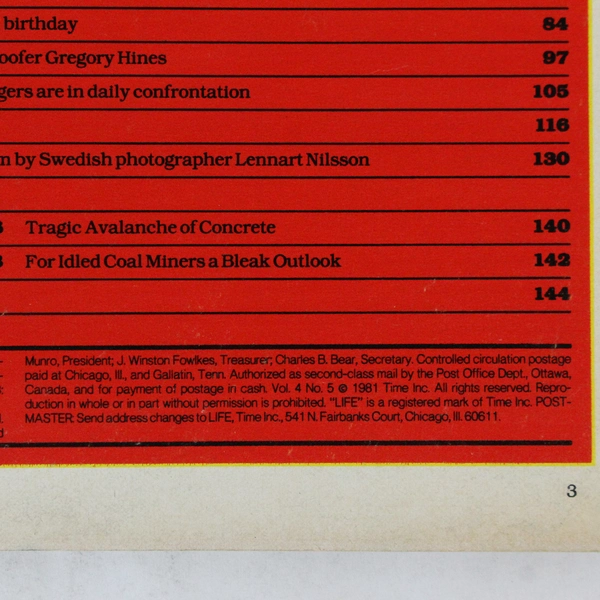 birthday 84
oofer Gregory Hines 97
gers are in daily confrontation 105
116
n by Swedish photographer Lennart Nilsson 130
Tragic Avalanche of Concrete 140
For Idled Coal Miners a Bleak Outlook 142
144
Munro, President; J. Winston Fowlkes, Treasurer; Charles B. Bear, Secretary. Controlled circulation postage
paid at Chicago, Ill., and Gallatin, Tenn. Authorized as second-class mail by the Post Office Dept., Ottawa,
Canada, and for payment of postage in cash. Vol. 4 No. 5 © 1981 Time Inc. All rights reserved. Repro-
duction in whole or in part without permission is prohibited. "LIFE" is a registered mark of Time Inc. POST-
MASTER: Send address changes to LIFE, Time Inc., 541 N. Fairbanks Court, Chicago, Ill. 60611.
3